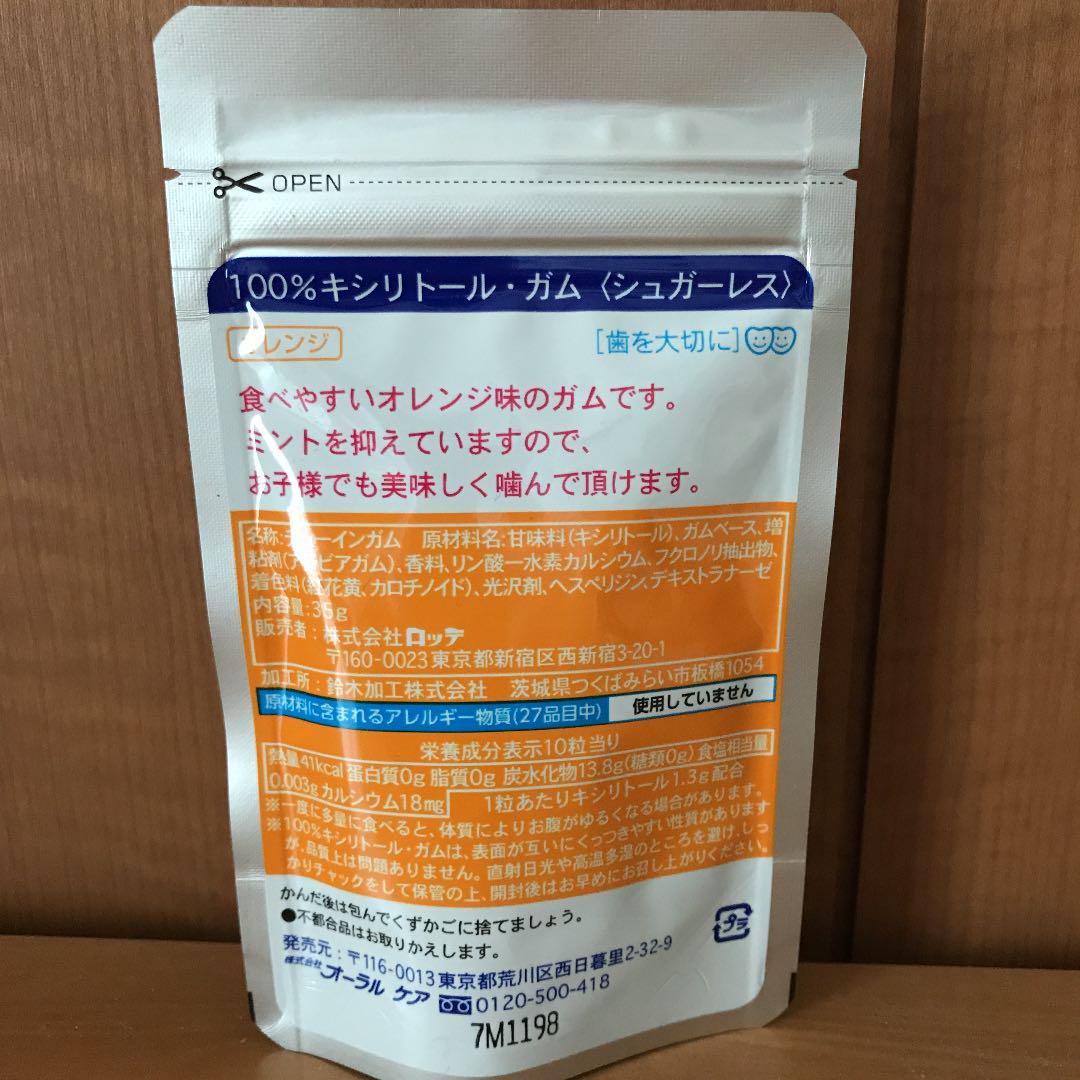 OPEN
100%キシリトール・ガム〈シュガーレス〉
オレンジ [歯を大切に]
食べやすいオレンジ味のガムです。
ミントを抑えていますので、
お子様でも美味しく噛んで頂けます。
名称:チューインガム 原材料名:甘味料(キシリトール)、ガムベース、増
粘剤(アラビアガム)、香料、リン酸一水素カルシウム、フクロノリ抽出物、
着色料(紅花黄、カロチノイド)、光沢剤、ヘスペリジン、デキストラナーゼ
内容量:35g
販売者:株式会社ロッテ
〒160-0023東京都新宿区西新宿3-20-1
加工所:鈴木加工株式会社 茨城県つくばみらい市板橋1054
原材料に含まれるアレルギー物質(27品目中) 使用していません
栄養成分表示10粒当り
熱量41kcal 蛋白質0g 脂質0g 炭水化物13.8g(糖類0g) 食塩相当量
0.003g カルシウム18mg 1粒あたりキシリトール1.3g配合
※一度に多量に食べると、体質によりお腹がゆるくなる場合があります。
※100%キシリトール・ガムは、表面が互いにくっつきやすい性質があります
が、品質上は問題ありません。直射日光や高温多湿のところを避け、しっ
かりチャックをして保管の上、開封後はお早めにお召し上がりください。
かんだ後は包んでくずかごに捨てましょう。
●不都合品はお取りかえします。
プラ
発売元:〒116-0013東京都荒川区西日暮里2-32-9
株式会社オーラルケア 0120-500-418
7M1198